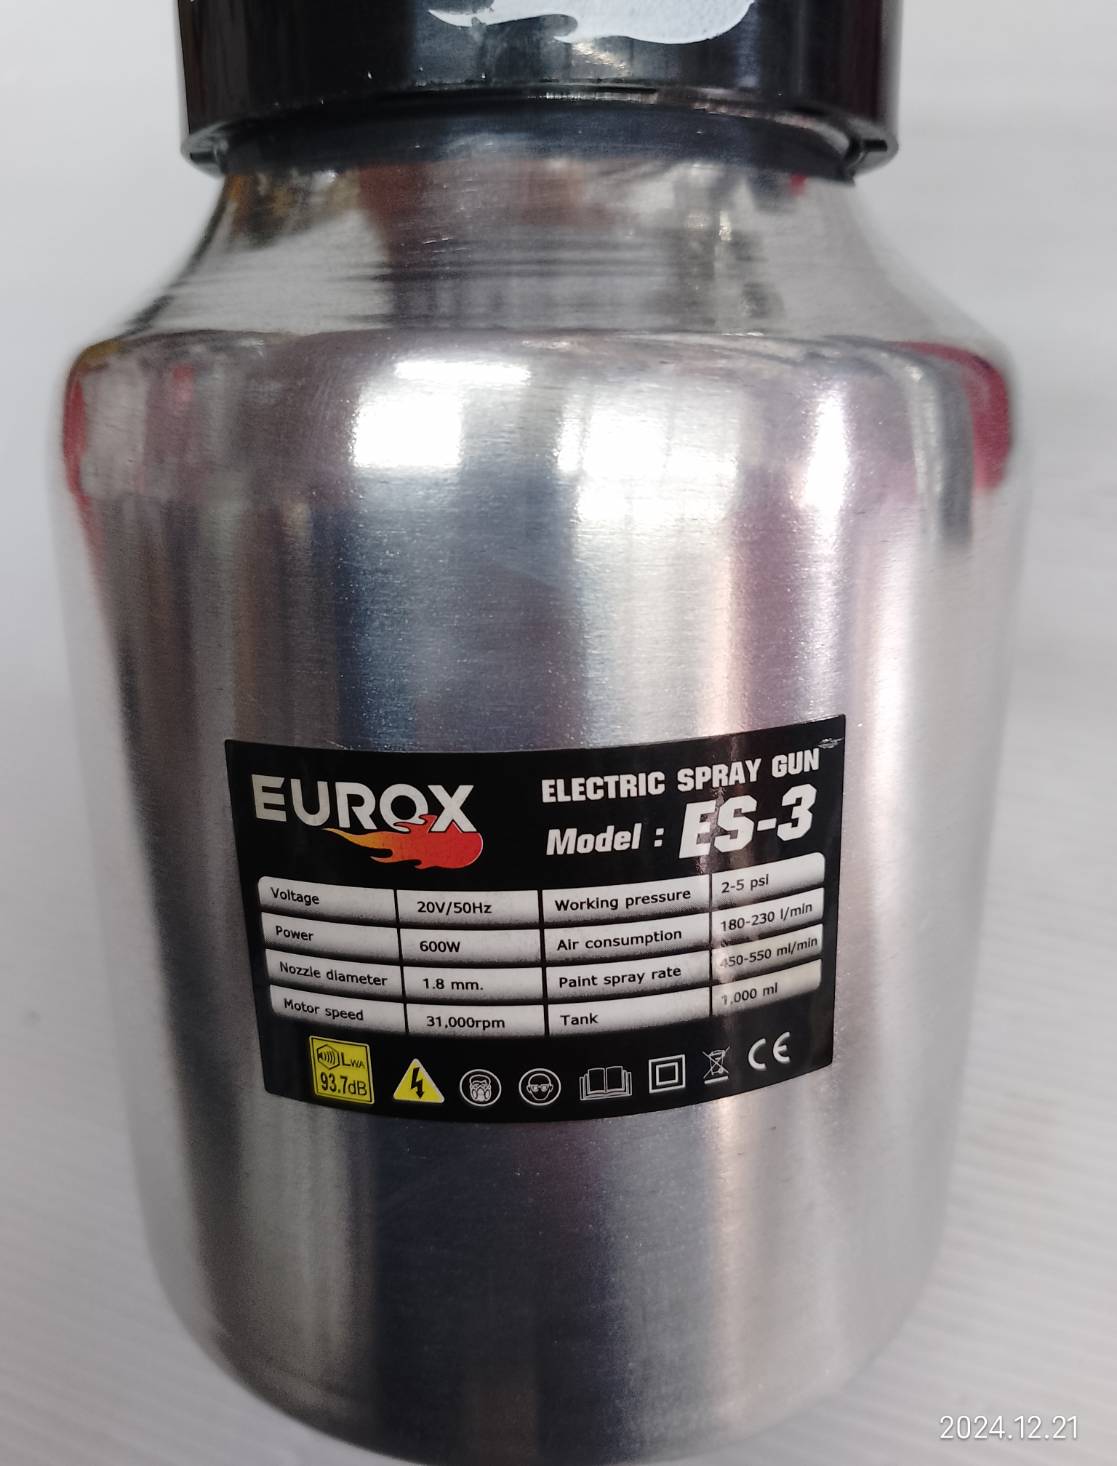 EUROX
ELECTRIC SPRAY GUN
Model : ES-3
Voltage 20V/50Hz Working pressure 2-5 psi
Power 600W Air consumption 180-230 l/min
Nozzle diameter 1.8 mm. Paint spray rate 450-550 ml/min
Motor speed 31,000rpm Tank 1,000 ml
LWA
93.7dB
CE
2024.12.21